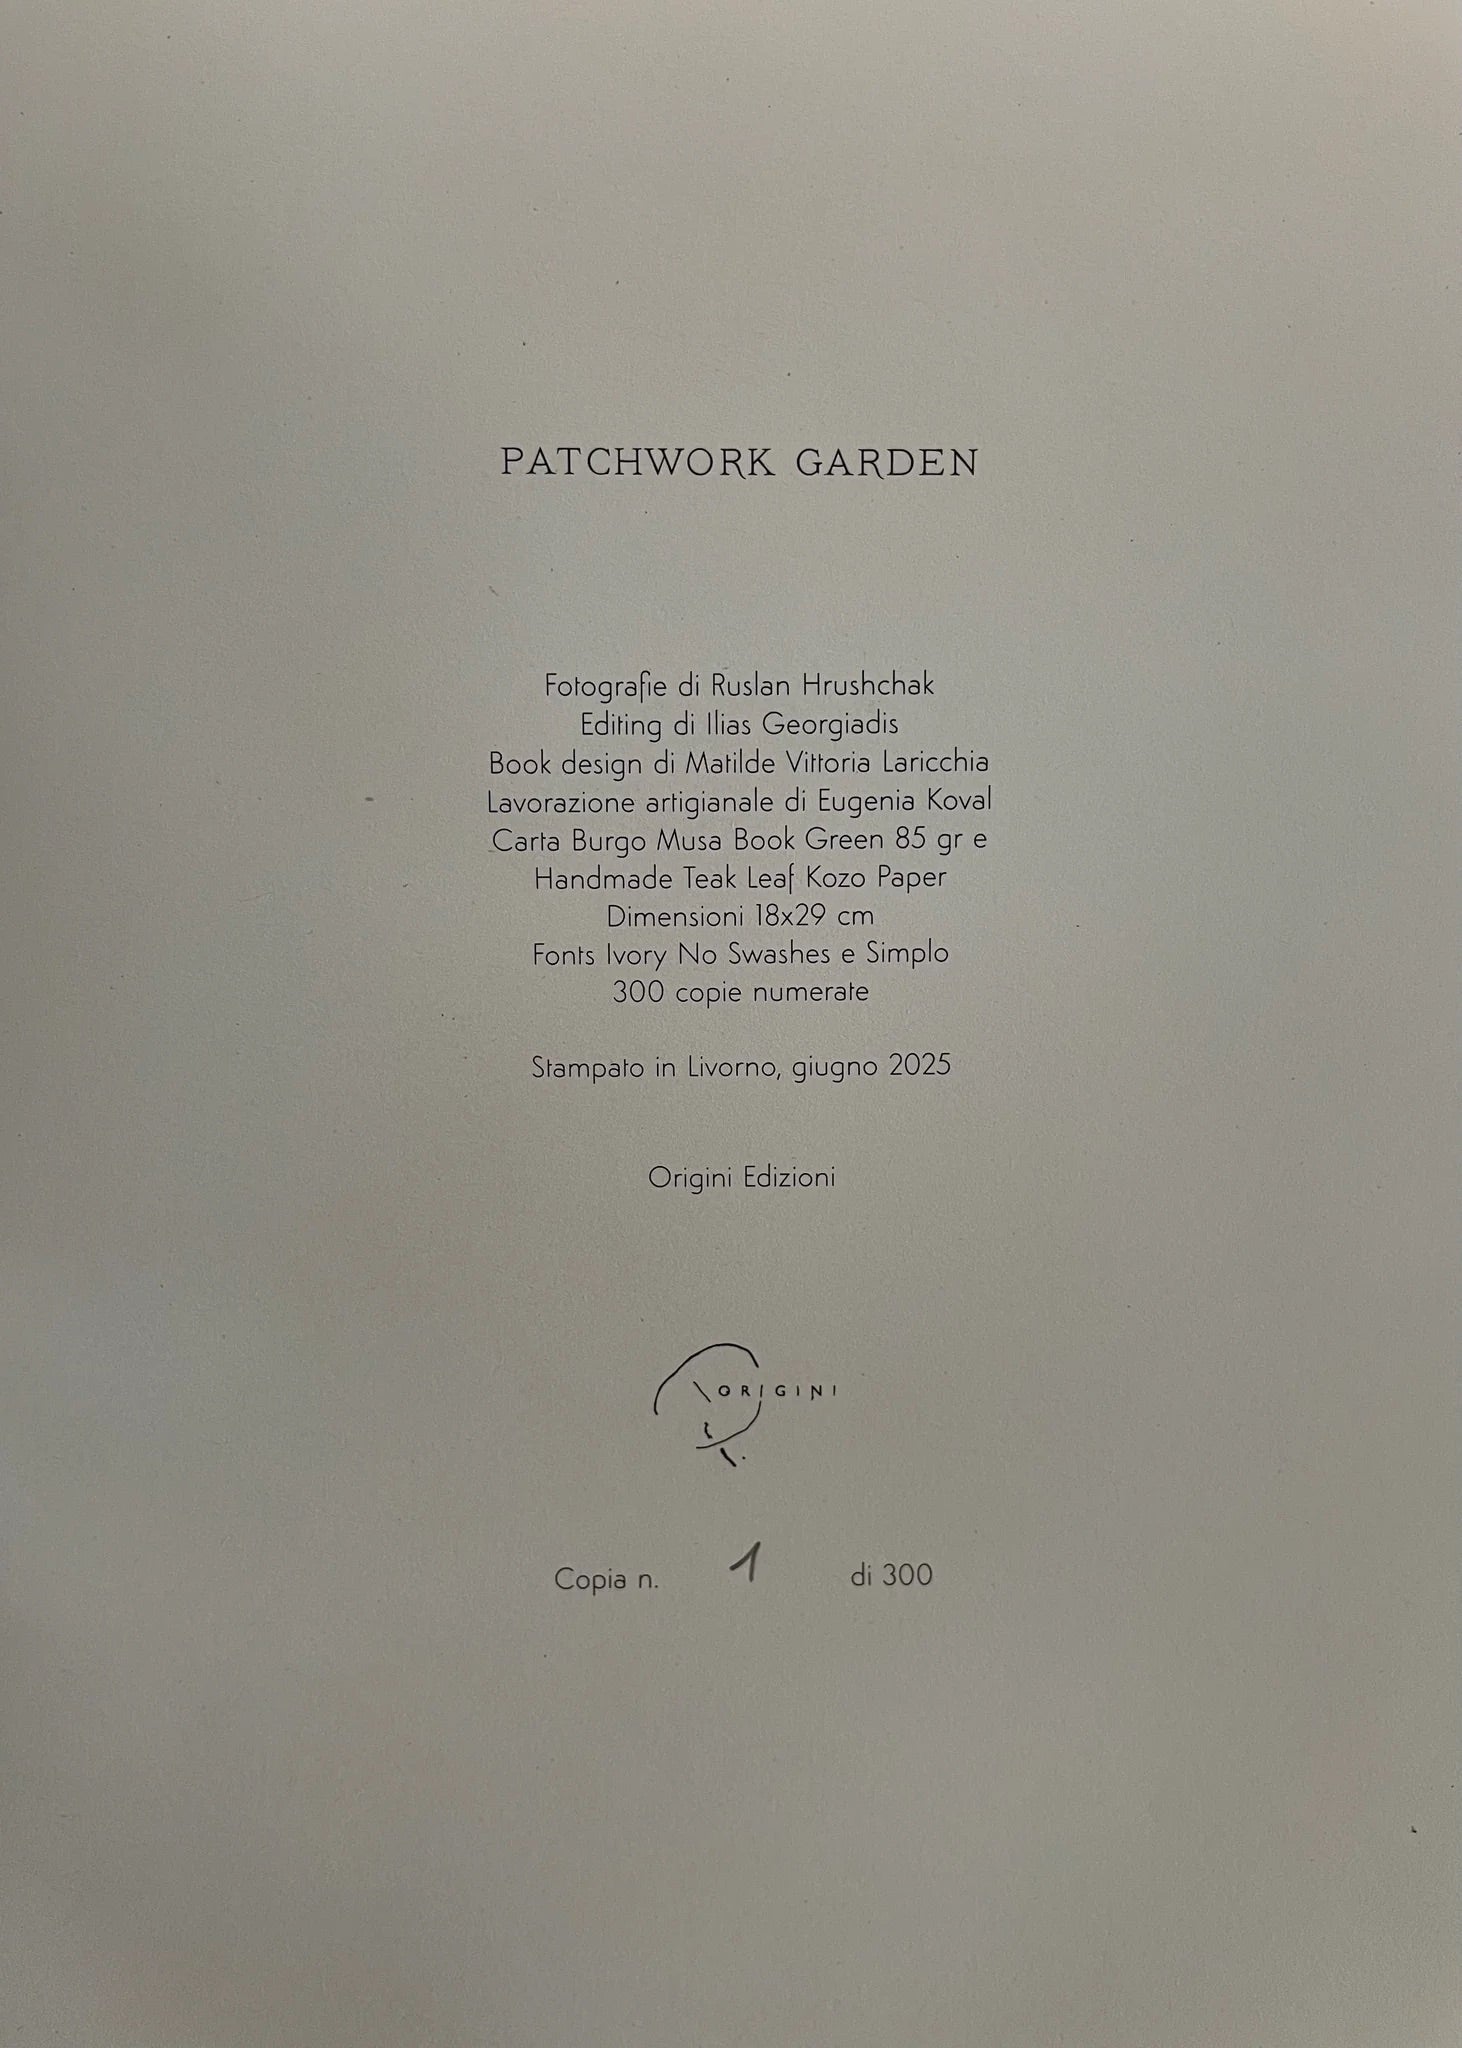 PATCHWORK GARDEN
Fotografie di Ruslan Hrushchak
Editing di Ilias Georgiadis
Book design di Matilde Vittoria Laricchia
Lavorazione artigianale di Eugenia Koval
Carta Burgo Musa Book Green 85 gr e
Handmade Teak Leaf Kozo Paper
Dimensioni 18x29 cm
Fonts Ivory No Swashes e Simplo
300 copie numerate
Stampato in Livorno, giugno 2025
Origini Edizioni
ORIGINI
Copia n. 1 di 300